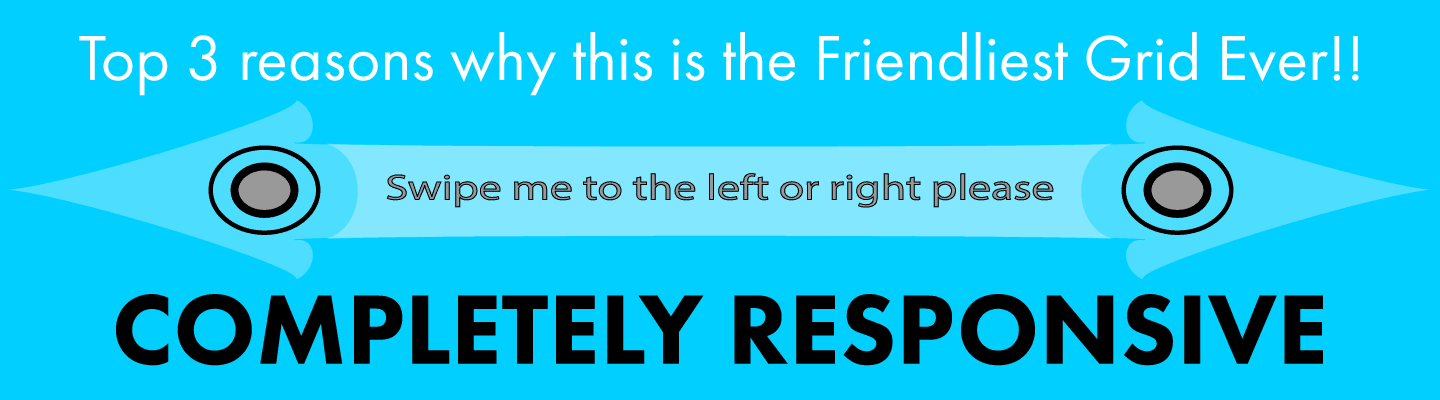 Top 3 reasons why this is the Friendliest Grid Ever!!
Swipe me to the left or right please
COMPLETELY RESPONSIVE